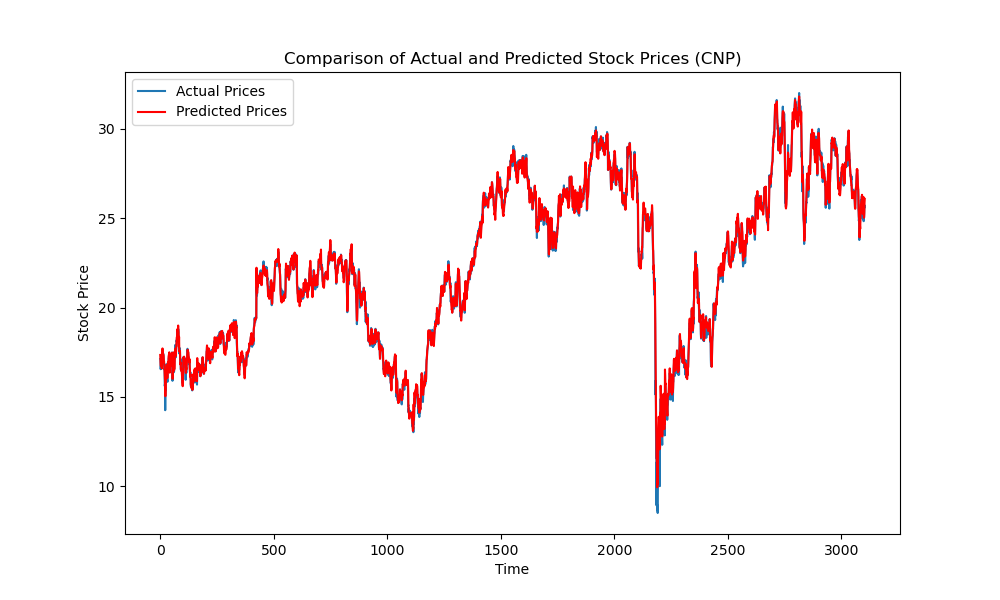 Comparison of Actual and Predicted Stock Prices (CNP)
Actual Prices
Predicted Prices
Stock Price
30
25
20
15
10
0 500 1000 1500 2000 2500 3000
Time